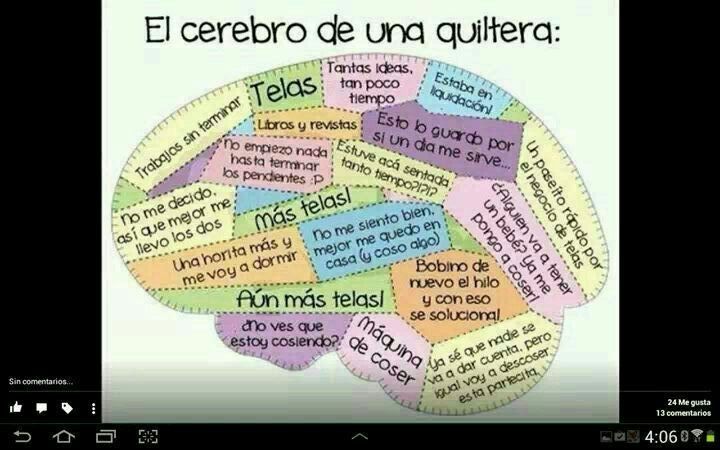 El cerebro de una quiltera:
Trabajos sin terminar
Telas
Tantas ideas,
tan poco
tiempo
Estaba en
liquidación!
Libros y revistas
Esto lo guardo por
si un día me sirve...
No empiezo nada
hasta terminar
los pendientes :P
Estuve acá sentada
tanto tiempo?!?!?
Un paseito rápido por
el negocio de telas
No me decido,
así que mejor me
llevo los dos
Más telas!
No me siento bien,
mejor me quedo en
casa (y coso algo)
¿Alguien va a tener
un bebé? Ya me
pongo a coser!
Una horita más y
me voy a dormir
Bobino de
nuevo el hilo
y con eso
se soluciona!
Aún más telas!
¿No ves que
estoy cosiendo?
Máquina
de coser
Ya sé que nadie se
va a dar cuenta, pero
igual voy a descoser
esta partecita.
Sin comentarios...
24 Me gusta
13 comentarios
4:06